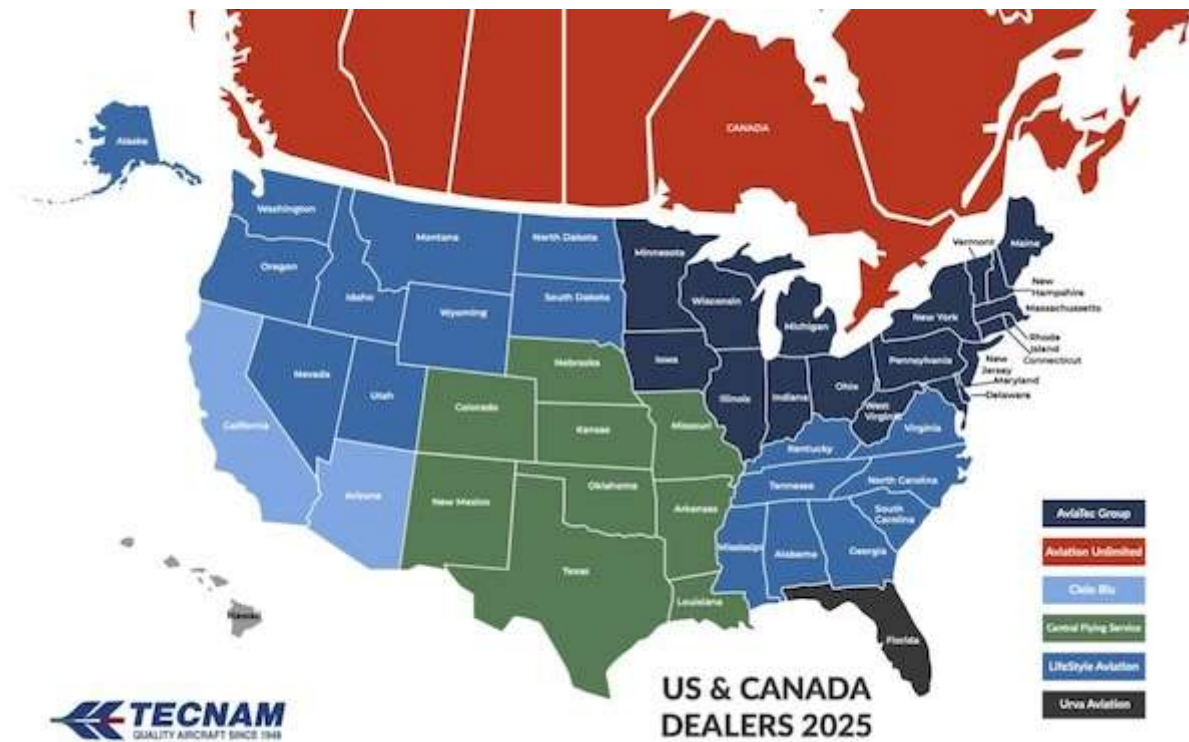 CANADA
Alaska
Washington
Montana
North Dakota
Minnesota
Vermont
Maine
Oregon
Idaho
South Dakota
Wisconsin
New
Hampshire
Wyoming
Michigan
New York
Massachussetts
Rhode
Island
Connecticut
Iowa
Pennsylvania
New
Jersey
Maryland
Delaware
Nebraska
Nevada
Utah
Illinois
Indiana
Ohio
West
Virginia
Colorado
Kansas
Missouri
Virginia
California
Kentucky
Arizona
New Mexico
Oklahoma
Arkansas
Tennessee
North Carolina
South
Carolina
Texas
Mississipi
Alabama
Georgia
Louisiana
Hawaii
Florida
AviaTec Group
Aviation Unlimited
Cielo Blu
Central Flying Service
LifeStyle Aviation
Urva Aviation
TECNAM
QUALITY AIRCRAFT SINCE 1948
US & CANADA
DEALERS 2025